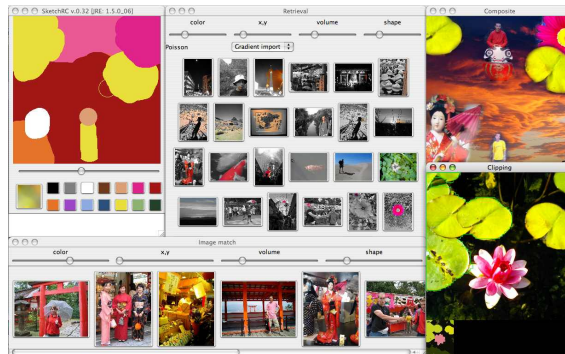 SketchRC v.0.32 [JRE: 1.5.0_06]
Retrieval
Composite
color x,y volume shape
Poisson Gradient import
Clipping
Image match
color x,y volume shape